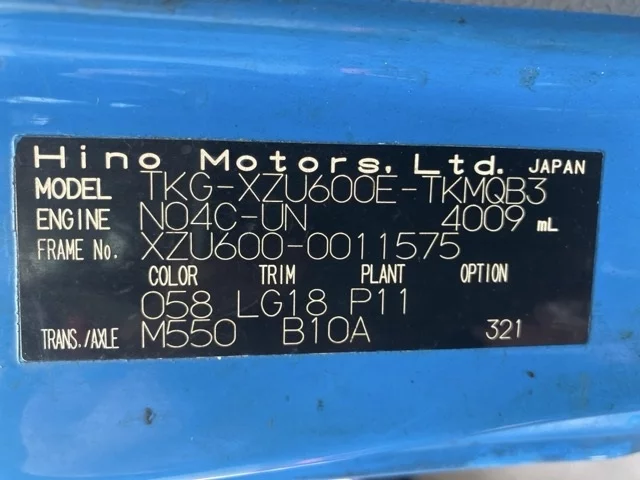 Hino Motors, Ltd. JAPAN
MODEL TKG-XZU600E-TKMQB3
ENGINE N04C-UN 4009 mL
FRAME No. XZU600-0011575
COLOR TRIM PLANT OPTION
058 LG18 P11
TRANS./AXLE M550 B10A 321